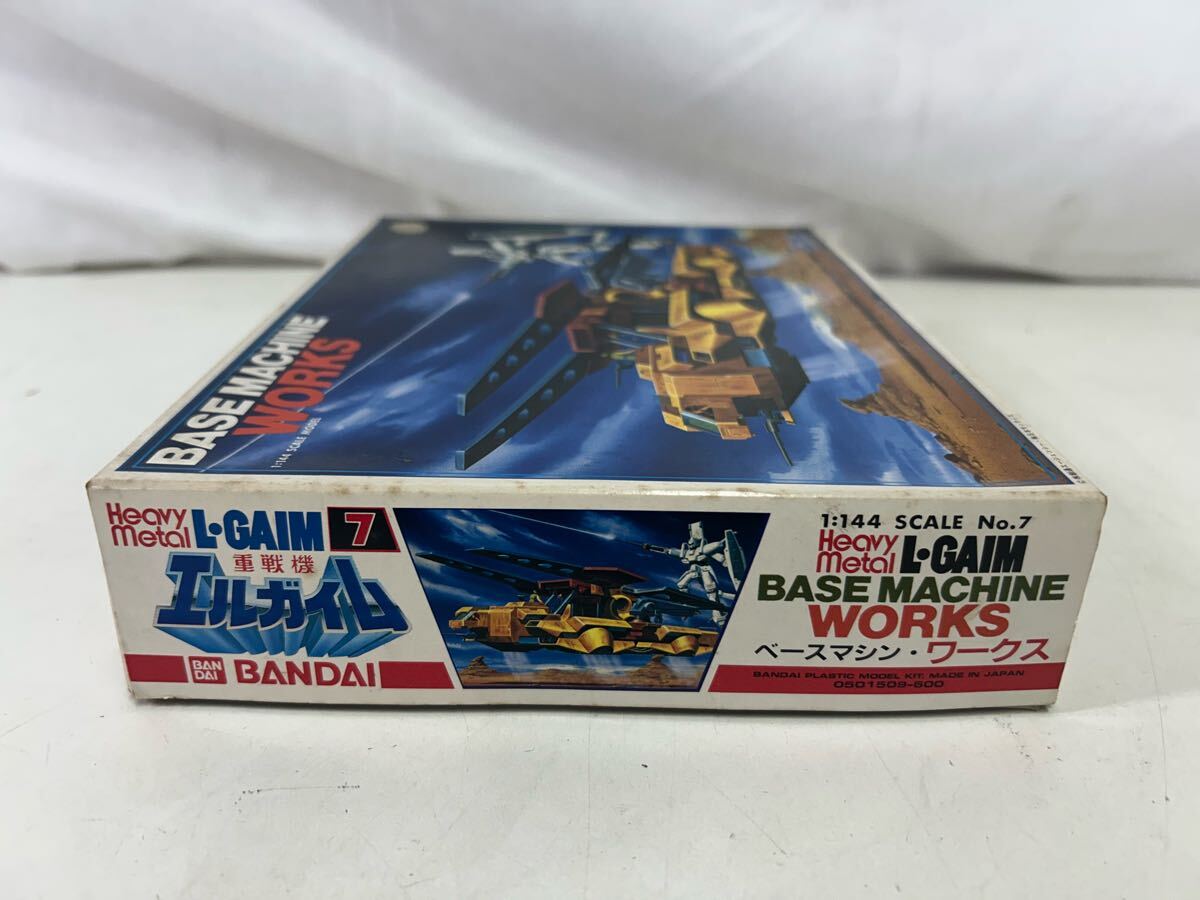 BASE MACHINE
WORKS
1:144 SCALE MODEL
Heavy Metal L·GAIM 7
重戦機
エルガイム
BAN DAI BANDAI
1:144 SCALE No.7
Heavy Metal L·GAIM
BASE MACHINE
WORKS
ベースマシン・ワークス
BANDAI PLASTIC MODEL KIT. MADE IN JAPAN
0501509-600